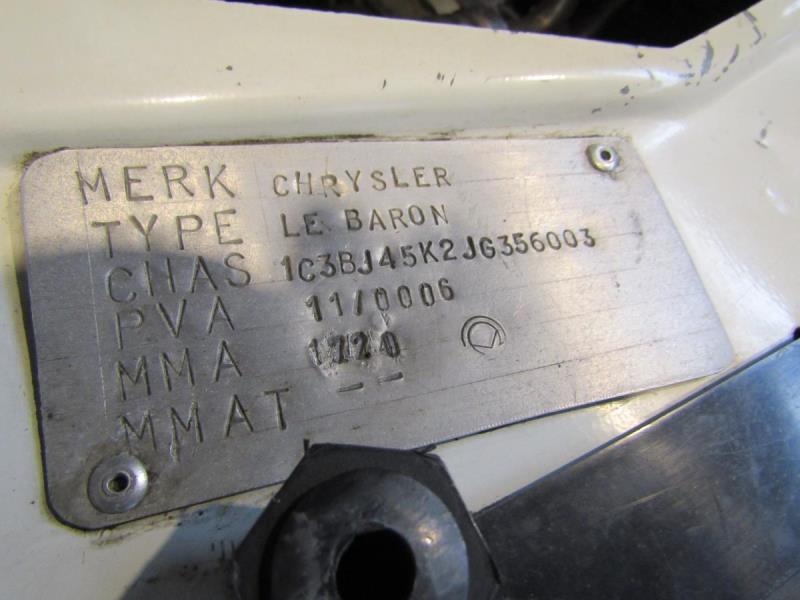 MERK CHRYSLER
TYPE LE BARON
CHAS 1C3BJ45K2JG356003
PVA 11/0006
MMA 1720
MMAT --